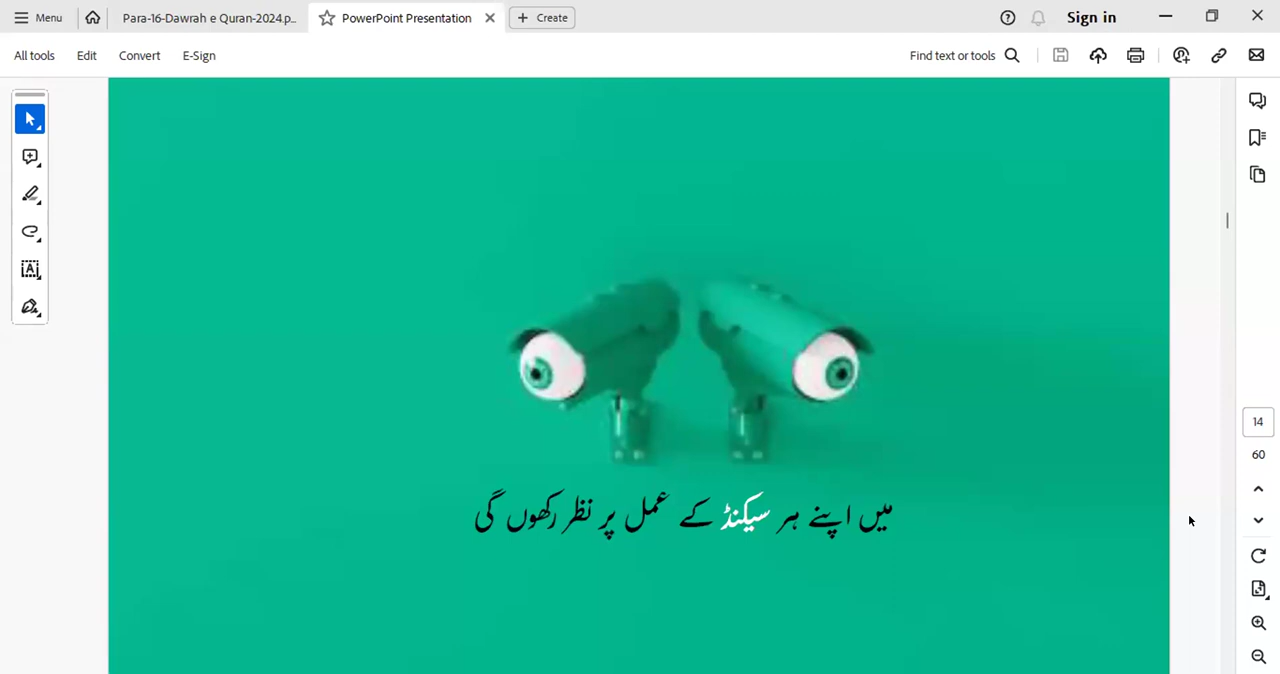 Menu
Para-16-Dawrah e Quran-2024.p...
PowerPoint Presentation
Create
Sign in
All tools
Edit
Convert
E-Sign
Find text or tools
میں اپنے ہر سیکنڈ کے عمل پر نظر رکھوں گی
14
60